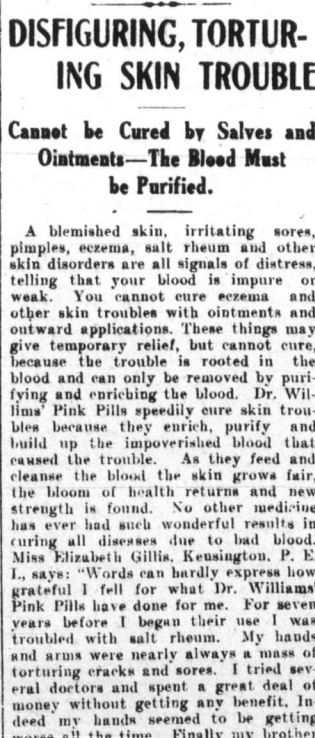 DISFIGURING, TORTUR-
ING SKIN TROUBLE
Cannot be Cured by Salves and
Ointments—The Blood Must
be Purified.
A blemished skin, irritating sores,
pimples, eczema, salt rheum and other
skin disorders are all signals of distress,
telling that your blood is impure or
weak. You cannot cure eczema and
other skin troubles with ointments and
outward applications. These things may
give temporary relief, but cannot cure,
because the trouble is rooted in the
blood and can only be removed by puri-
fying and enriching the blood. Dr. Wil-
lims' Pink Pills speedily cure skin trou-
bles because they enrich, purify and
build up the impoverished blood that
caused the trouble. As they feed and
cleanse the blood the skin grows fair,
the bloom of health returns and new
strength is found. No other medicine
has ever had such wonderful results in
curing all diseases due to bad blood.
Miss Elizabeth Gillis, Kensington, P. E.
I., says: "Words can hardly express how
grateful I fell for what Dr. Williams'
Pink Pills have done for me. For seven
years before I began their use I was
troubled with salt rheum. My hands
and arms were nearly always a mass of
torturing cracks and sores. I tried sev-
eral doctors and spent a great deal of
money without getting any benefit, In-
deed my hands seemed to be getting
worse all the time. Finally my brother